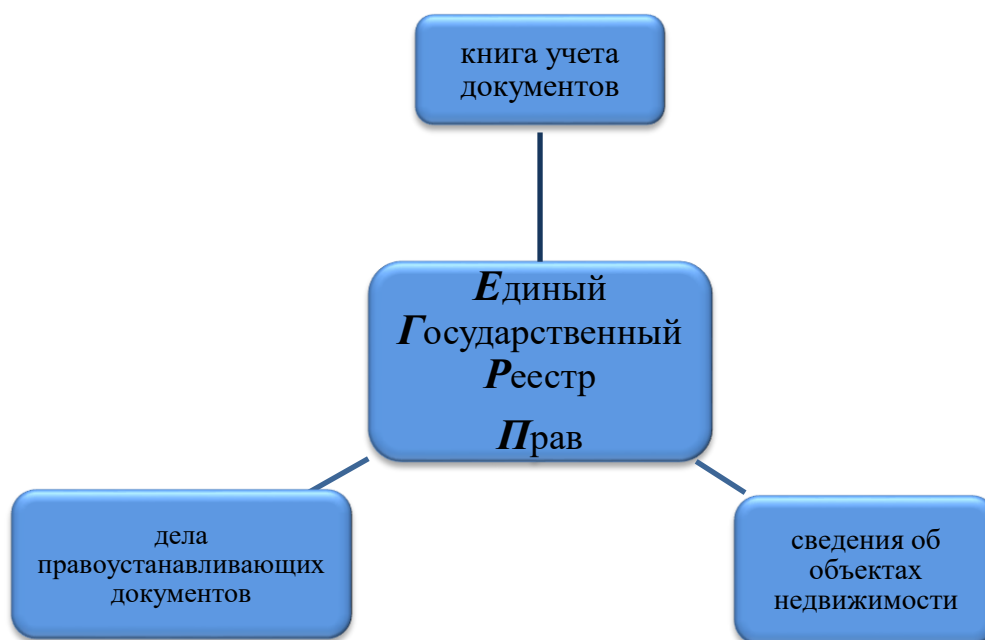 книга учета
документов
Единый
Государственный
Реестр
Прав
дела
правоустанавливающих
документов
сведения об
объектах
недвижимости